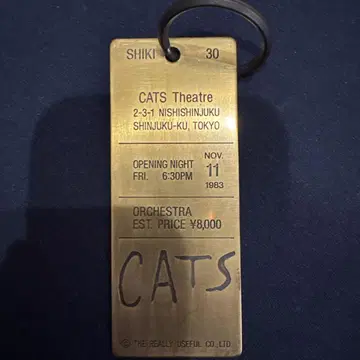 SHIKI 30
CATS Theatre
2-3-1 NISHISHINJUKU
SHINJUKU-KU, TOKYO
OPENING NIGHT
FRI. 6:30PM
NOV.
11
1983
ORCHESTRA
EST. PRICE ¥8,000
CATS
© THE REALLY USEFUL CO.,LTD